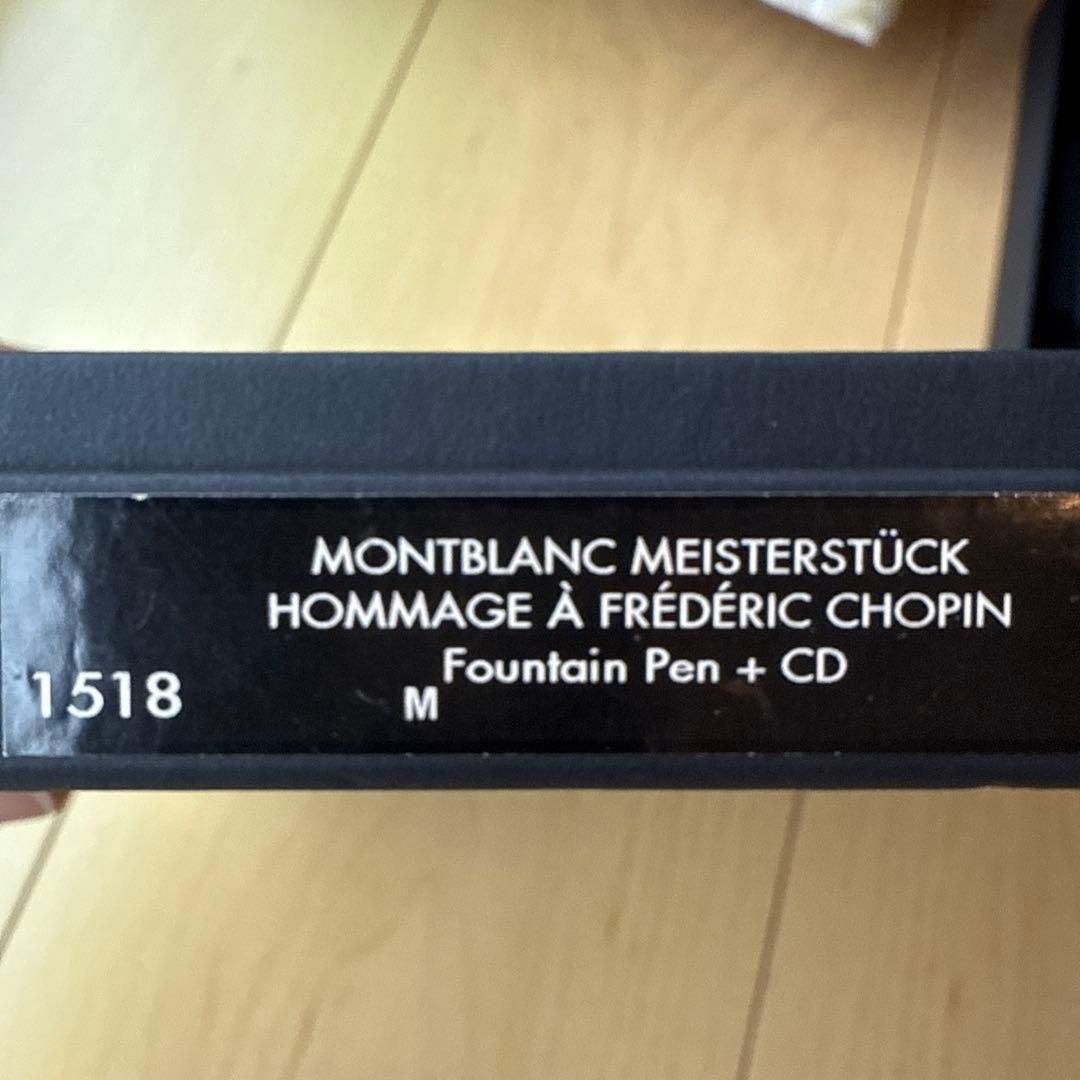 MONTBLANC MEISTERSTÜCK
HOMMAGE À FRÉDÉRIC CHOPIN
Fountain Pen + CD
1518 M